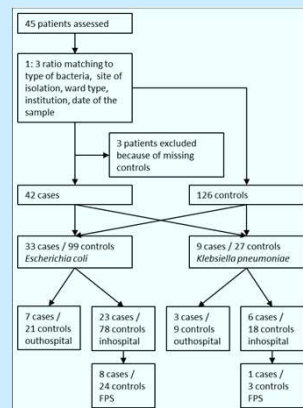 45 patients assessed
1: 3 ratio matching to
type of bacteria, site of
isolation, ward type,
institution, date of the
sample
3 patients excluded
because of missing
controls
42 cases
126 controls
33 cases / 99 controls
Escherichia coli
9 cases / 27 controls
Klebsiella pneumoniae
7 cases /
21 controls
outhospital
23 cases /
78 controls
inhospital
3 cases /
9 controls
outhospital
6 cases /
18 controls
inhospital
8 cases /
24 controls
FPS
1 cases /
3 controls
FPS